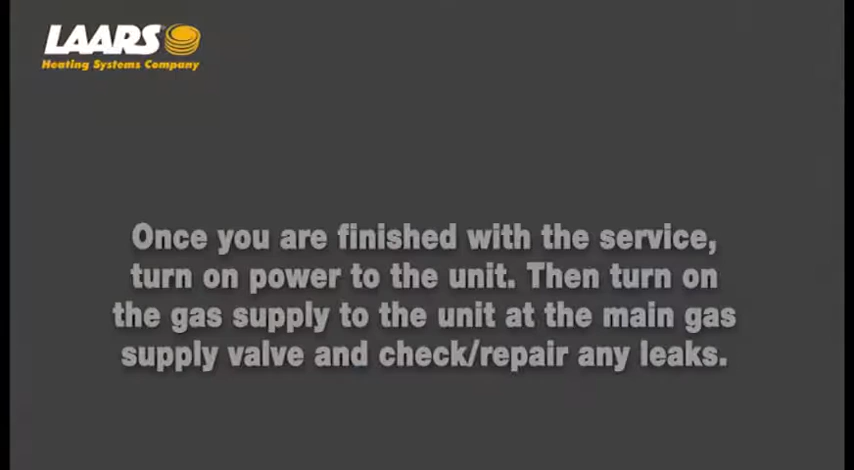 LAARS
Heating Systems Company
Once you are finished with the service,
turn on power to the unit. Then turn on
the gas supply to the unit at the main gas
supply valve and check/repair any leaks.